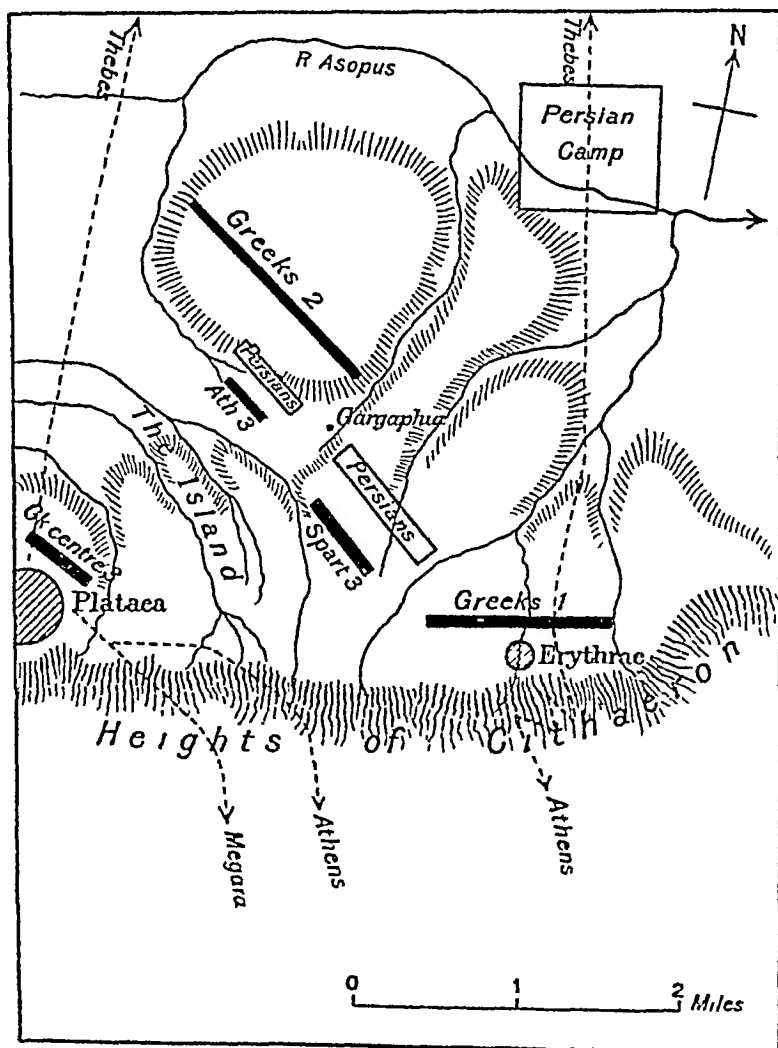 Thebes
R Asopus
Thebes
N
Persian
Camp
Greeks 2
Persians
Ath 3
Gargaphia
The Island
Persians
Spart 3
Gk centre 3
Plataea
Greeks 1
Erythrae
Heights of Cithaeron
Megara
Athens
Athens
0 1 2 Miles